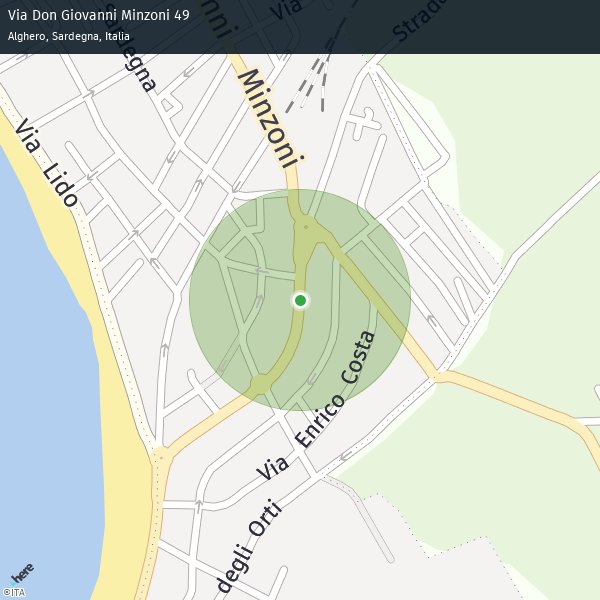 Via Don Giovanni Minzoni 49
Alghero, Sardegna, Italia
Via
Strada
Sardegna
Minzoni
Via Lido
Via Enrico Costa
degli Orti
here
©ITA